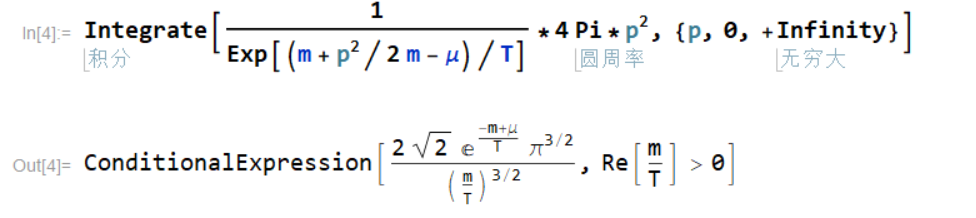 In[4]:= Integrate[1/Exp[(m + p^2 / 2 m - μ) / T] * 4 Pi * p^2, {p, 0, +Infinity}]
积分 圆周率 无穷大
Out[4]= ConditionalExpression[(2 √2 e^((-m+μ)/T) π^(3/2))/((m/T)^(3/2)), Re[m/T] > 0]